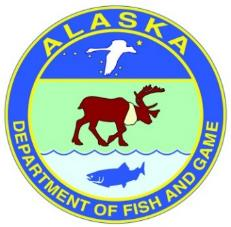 ALASKA
DEPARTMENT OF FISH AND GAME